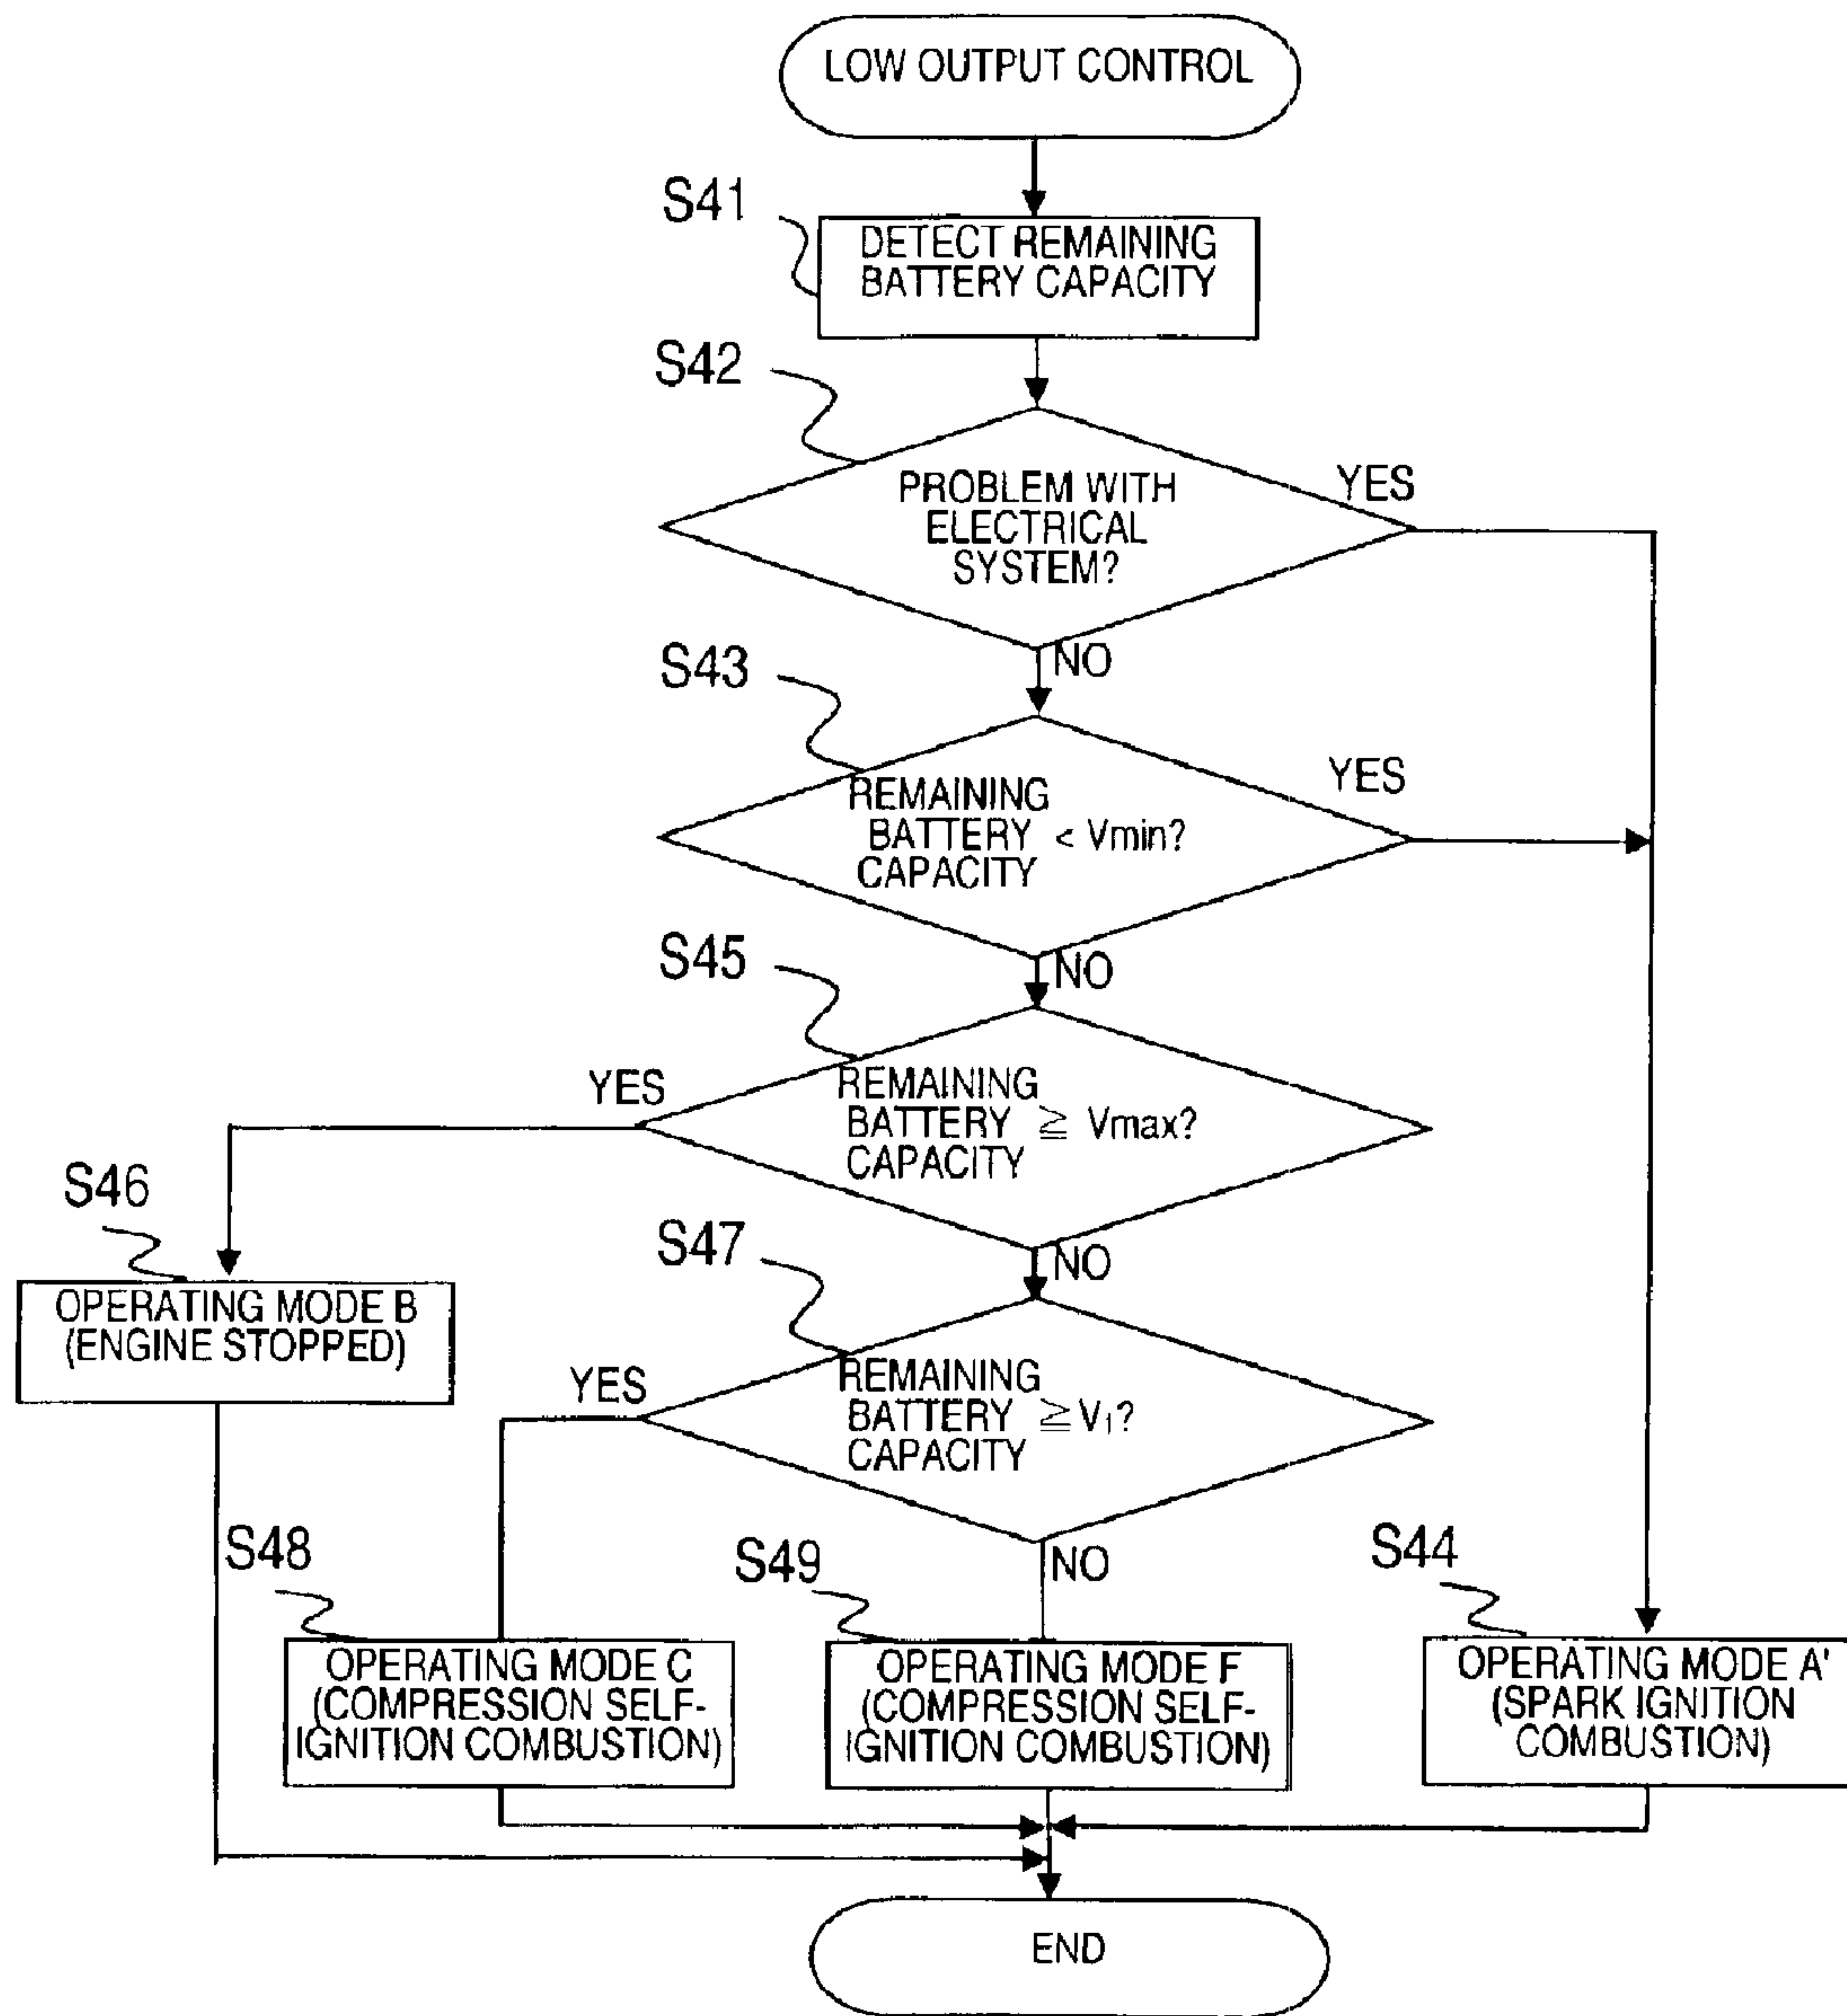 LOW OUTPUT CONTROL
S41
DETECT REMAINING
BATTERY CAPACITY
S42
PROBLEM WITH
ELECTRICAL
SYSTEM?
YES
NO
S43
REMAINING
BATTERY < Vmin?
CAPACITY
YES
NO
S45
YES
REMAINING
BATTERY ≧ Vmax?
CAPACITY
NO
S46
OPERATING MODE B
(ENGINE STOPPED)
S47
YES
REMAINING
BATTERY ≧ V₁?
CAPACITY
NO
S48
OPERATING MODE C
(COMPRESSION SELF-
IGNITION COMBUSTION)
S49
OPERATING MODE F
(COMPRESSION SELF-
IGNITION COMBUSTION)
S44
OPERATING MODE A'
(SPARK IGNITION
COMBUSTION)
END